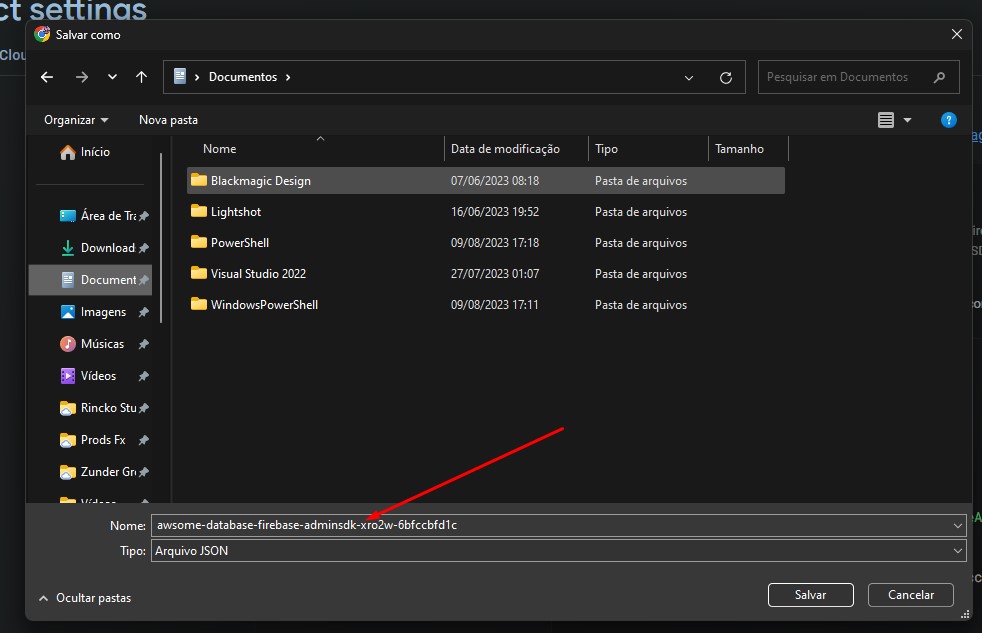 ct settings
Clou
Salvar como
Documentos
Pesquisar em Documentos
Organizar
Nova pasta
?
Início
Área de Tra
Download:
Document
Imagens
Músicas
Vídeos
Rincko Stu
Prods Fx
Zunder Gr
Vídeos
Nome
Data de modificação
Tipo
Tamanho
Blackmagic Design 07/06/2023 08:18 Pasta de arquivos
Lightshot 16/06/2023 19:52 Pasta de arquivos
PowerShell 09/08/2023 17:18 Pasta de arquivos
Visual Studio 2022 27/07/2023 01:07 Pasta de arquivos
WindowsPowerShell 09/08/2023 17:11 Pasta de arquivos
Nome: awsome-database-firebase-adminsdk-xro2w-6bfccbfd1c
Tipo: Arquivo JSON
Ocultar pastas
Salvar
Cancelar